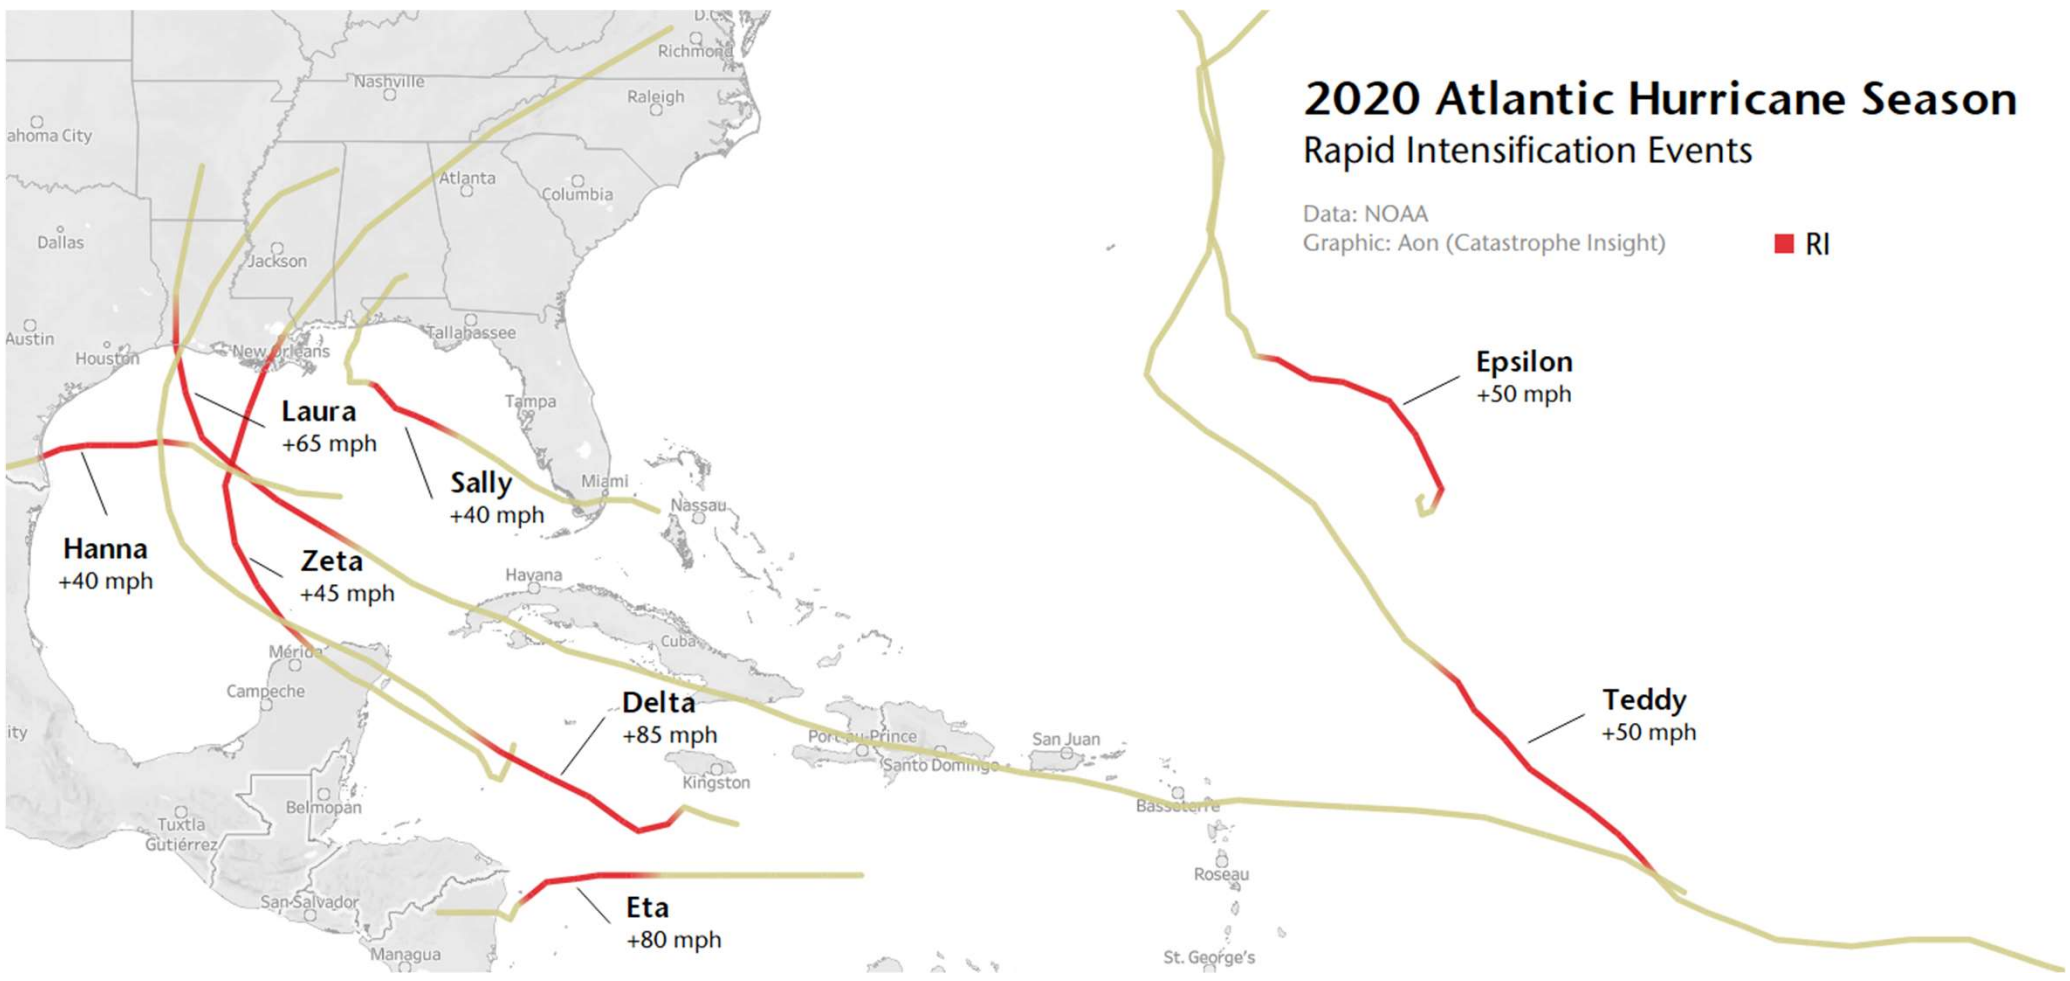 2020 Atlantic Hurricane Season
Rapid Intensification Events
Data: NOAA
Graphic: Aon (Catastrophe Insight)
RI
D.C.
Richmond
Nashville
Raleigh
ahoma City
Atlanta
Columbia
Dallas
Jackson
Austin
Houston
New Orleans
Tallahassee
Tampa
Miami
Nassau
Havana
Cuba
Mérida
Campeche
ity
Port-au-Prince
Santo Domingo
San Juan
Kingston
Belmopan
Tuxtla
Gutiérrez
Basseterre
Roseau
San Salvador
Managua
St. George's
Laura
+65 mph
Sally
+40 mph
Hanna
+40 mph
Zeta
+45 mph
Delta
+85 mph
Eta
+80 mph
Epsilon
+50 mph
Teddy
+50 mph